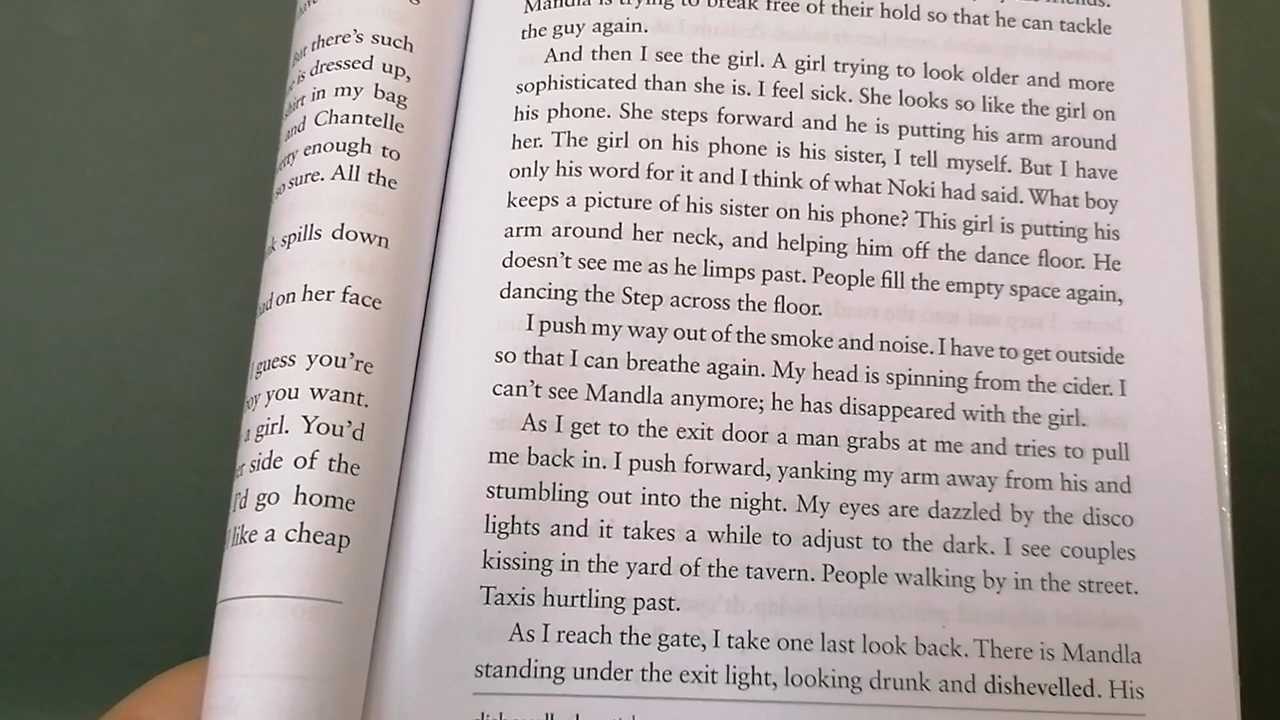 there's such
is dressed up,
in my bag
and Chantelle
enough to
so sure. All the
spills down
on her face
guess you're
you want.
a girl. You'd
side of the
I'd go home
like a cheap
Mandla is trying to break free of their hold so that he can tackle
the guy again.
And then I see the girl. A girl trying to look older and more
sophisticated than she is. I feel sick. She looks so like the girl on
his phone. She steps forward and he is putting his arm around
her. The girl on his phone is his sister, I tell myself. But I have
only his word for it and I think of what Noki had said. What boy
keeps a picture of his sister on his phone? This girl is putting his
arm around her neck, and helping him off the dance floor. He
doesn't see me as he limps past. People fill the empty space again,
dancing the Step across the floor.
I push my way out of the smoke and noise. I have to get outside
so that I can breathe again. My head is spinning from the cider. I
can't see Mandla anymore; he has disappeared with the girl.
As I get to the exit door a man grabs at me and tries to pull
me back in. I push forward, yanking my arm away from his and
stumbling out into the night. My eyes are dazzled by the disco
lights and it takes a while to adjust to the dark. I see couples
kissing in the yard of the tavern. People walking by in the street.
Taxis hurtling past.
As I reach the gate, I take one last look back. There is Mandla
standing under the exit light, looking drunk and dishevelled. His